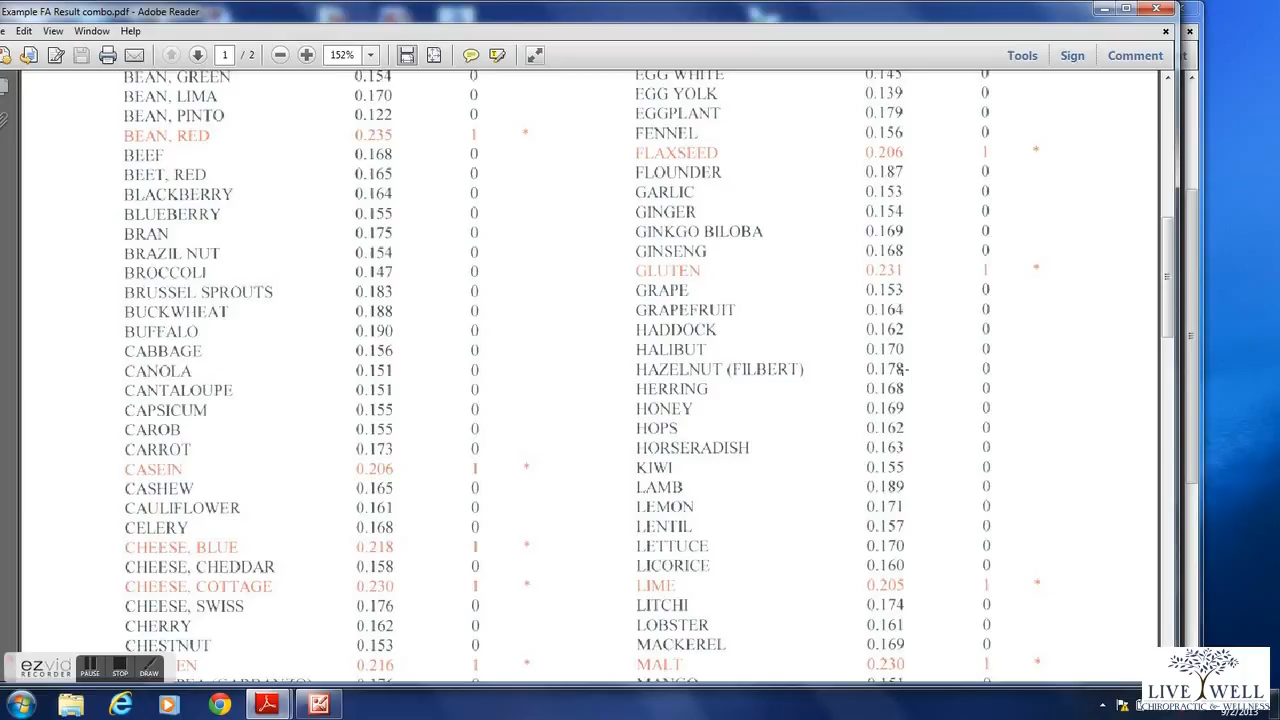 Example FA Result combo.pdf - Adobe Reader
Edit View Window Help
1 / 2 152% Tools Sign Comment
BEAN, GREEN 0.154 0
BEAN, LIMA 0.170 0
BEAN, PINTO 0.122 0
BEAN, RED 0.235 1 *
BEEF 0.168 0
BEET, RED 0.165 0
BLACKBERRY 0.164 0
BLUEBERRY 0.155 0
BRAN 0.175 0
BRAZIL NUT 0.154 0
BROCCOLI 0.147 0
BRUSSEL SPROUTS 0.183 0
BUCKWHEAT 0.188 0
BUFFALO 0.190 0
CABBAGE 0.156 0
CANOLA 0.151 0
CANTALOUPE 0.151 0
CAPSICUM 0.155 0
CAROB 0.155 0
CARROT 0.173 0
CASEIN 0.206 1 *
CASHEW 0.165 0
CAULIFLOWER 0.161 0
CELERY 0.168 0
CHEESE, BLUE 0.218 1 *
CHEESE, CHEDDAR 0.158 0
CHEESE, COTTAGE 0.230 1 *
CHEESE, SWISS 0.176 0
CHERRY 0.162 0
CHESTNUT 0.153 0
0.216 1 *
EGG WHITE 0.145 0
EGG YOLK 0.139 0
EGGPLANT 0.179 0
FENNEL 0.156 0
FLAXSEED 0.206 1 *
FLOUNDER 0.187 0
GARLIC 0.153 0
GINGER 0.154 0
GINKGO BILOBA 0.169 0
GINSENG 0.168 0
GLUTEN 0.231 1 *
GRAPE 0.153 0
GRAPEFRUIT 0.164 0
HADDOCK 0.162 0
HALIBUT 0.170 0
HAZELNUT (FILBERT) 0.178 0
HERRING 0.168 0
HONEY 0.169 0
HOPS 0.162 0
HORSERADISH 0.163 0
KIWI 0.155 0
LAMB 0.189 0
LEMON 0.171 0
LENTIL 0.157 0
LETTUCE 0.170 0
LICORICE 0.160 0
LIME 0.205 1 *
LITCHI 0.174 0
LOBSTER 0.161 0
MACKEREL 0.169 0
MALT 0.230 1 *
ezvid
RECORDER
PAUSE STOP DRAW
LIVE WELL
CHIROPRACTIC & WELLNESS
9/2/2013